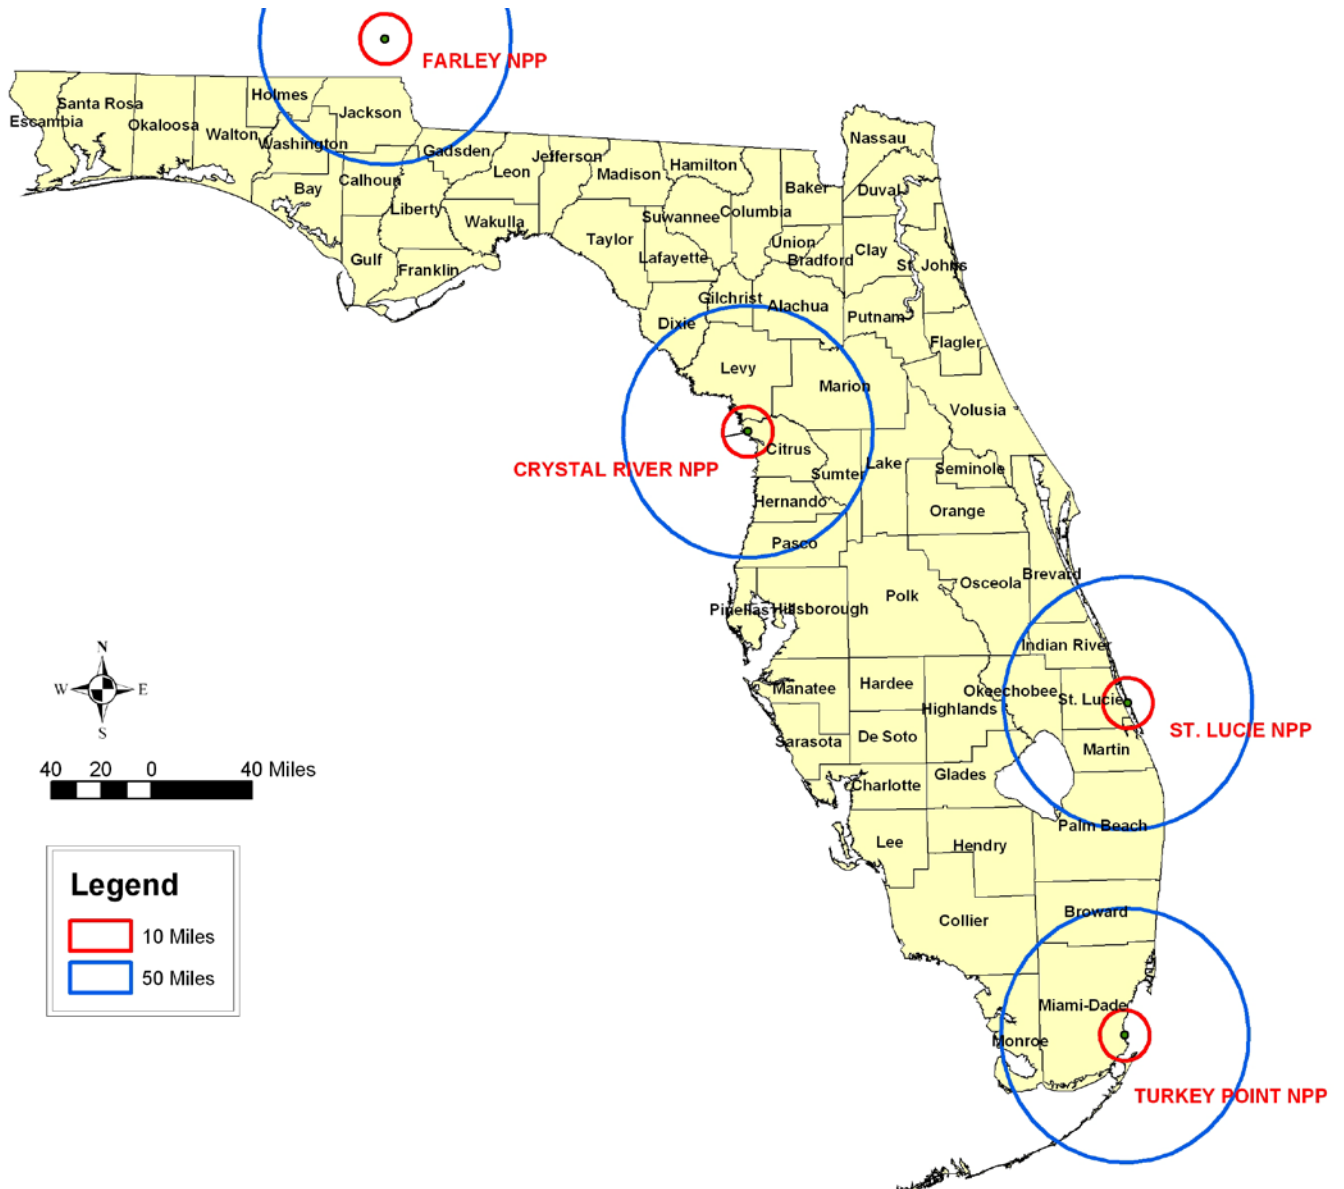 FARLEY NPP
Holmes
Jackson
Santa Rosa
Escambia
Okaloosa
Walton
Washington
Nassau
Gadsden
Jefferson
Hamilton
Leon
Madison
Baker
Duval
Bay
Calhoun
Liberty
Wakulla
Suwannee
Columbia
Taylor
Union
Clay
Gulf
Franklin
Lafayette
Bradford
St Johns
Gilchrist
Alachua
Putnam
Dixie
Flagler
Levy
Marion
Volusia
Citrus
CRYSTAL RIVER NPP
Sumter
Lake
Seminole
Hernando
Orange
Pasco
Brevard
Osceola
Polk
Pinellas
Hillsborough
Indian River
Manatee
Hardee
Okeechobee
St. Lucie
Highlands
ST. LUCIE NPP
Sarasota
De Soto
Martin
Charlotte
Glades
Palm Beach
Lee
Hendry
Collier
Broward
Miami-Dade
Monroe
TURKEY POINT NPP
N
W
E
S
40 20 0 40 Miles
Legend
10 Miles
50 Miles